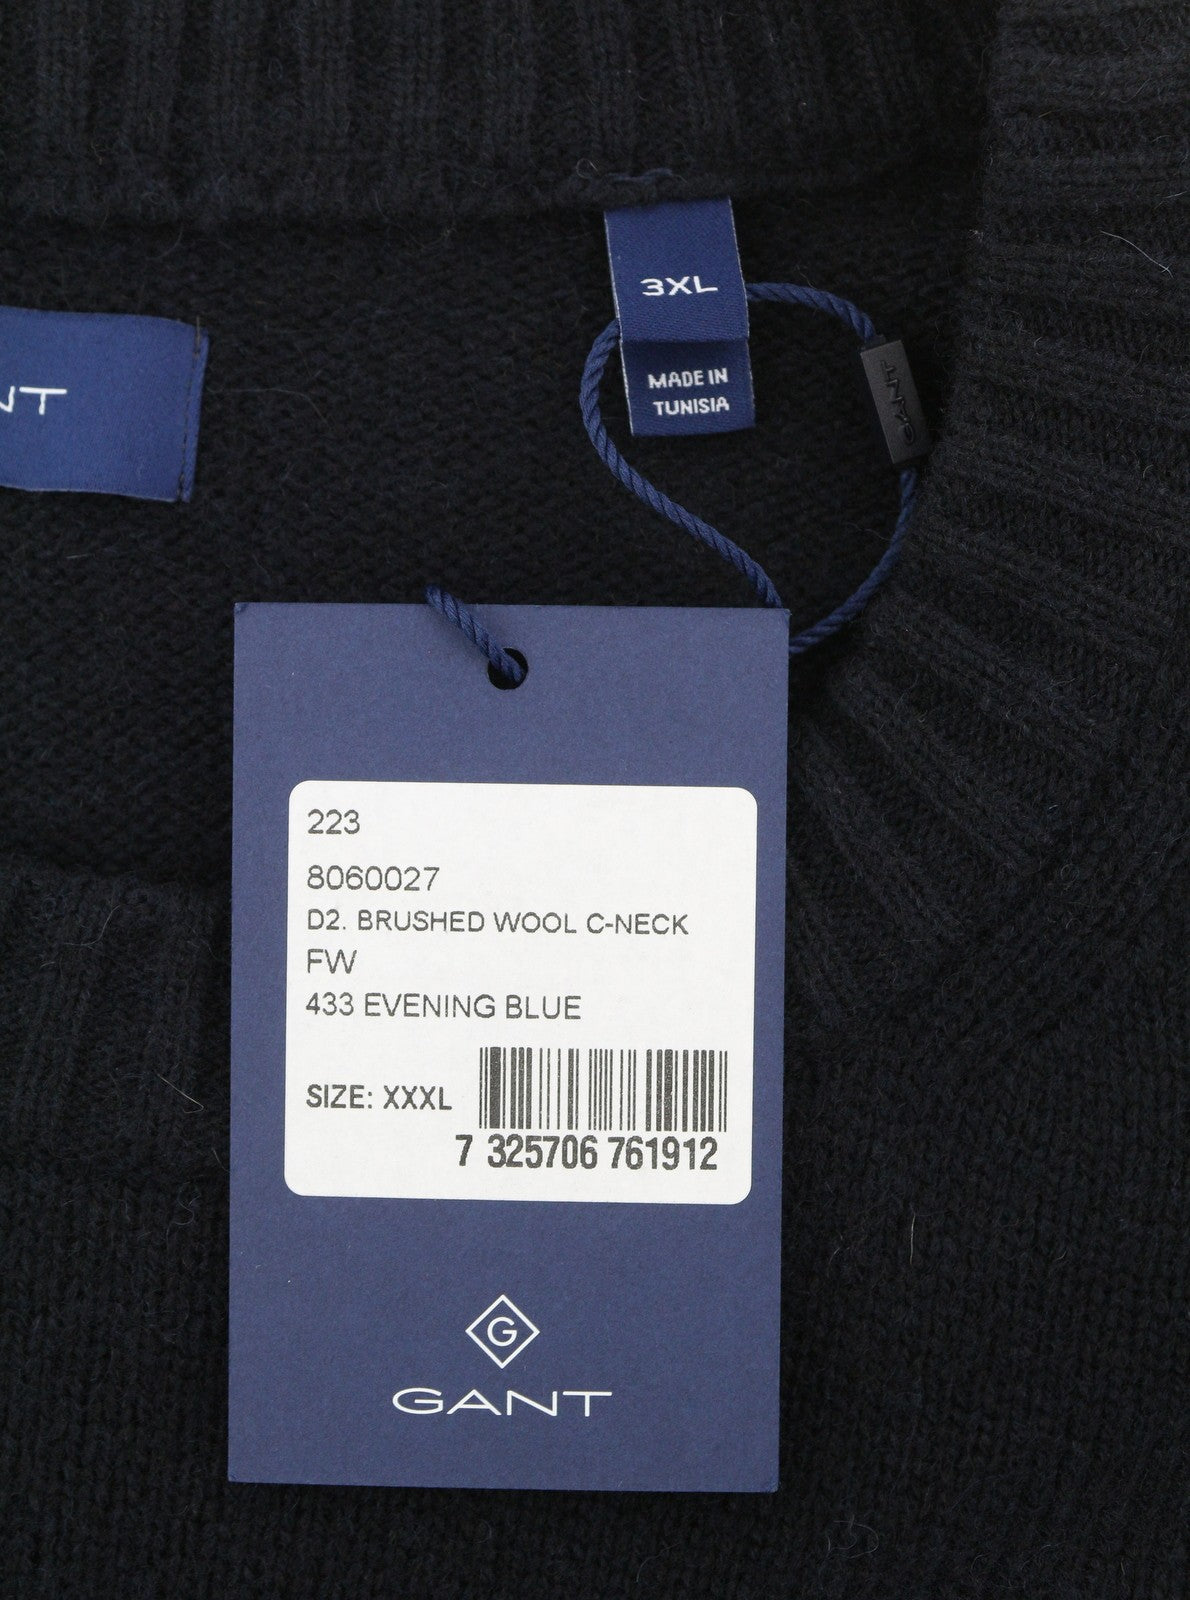 3XL
MADE IN
TUNISIA
GANT
NT
223
8060027
D2. BRUSHED WOOL C-NECK
FW
433 EVENING BLUE
SIZE: XXXL
7 325706 761912
G
GANT